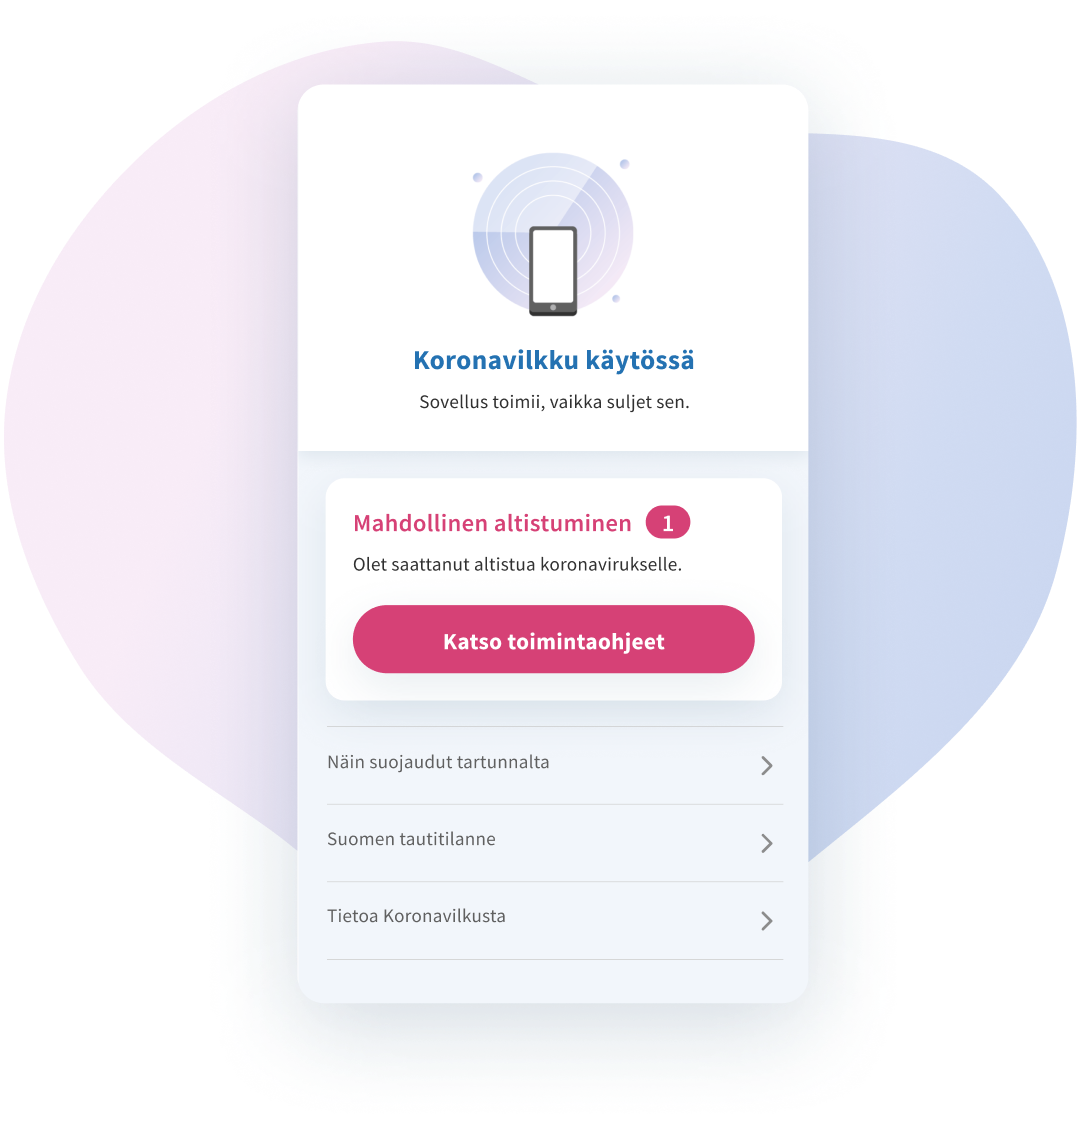 Koronavilkku käytössä
Sovellus toimii, vaikka suljet sen.
Mahdollinen altistuminen 1
Olet saattanut altistua koronavirukselle.
Katso toimintaohjeet
Näin suojaudut tartunnalta
Suomen tautitilanne
Tietoa Koronavilkusta